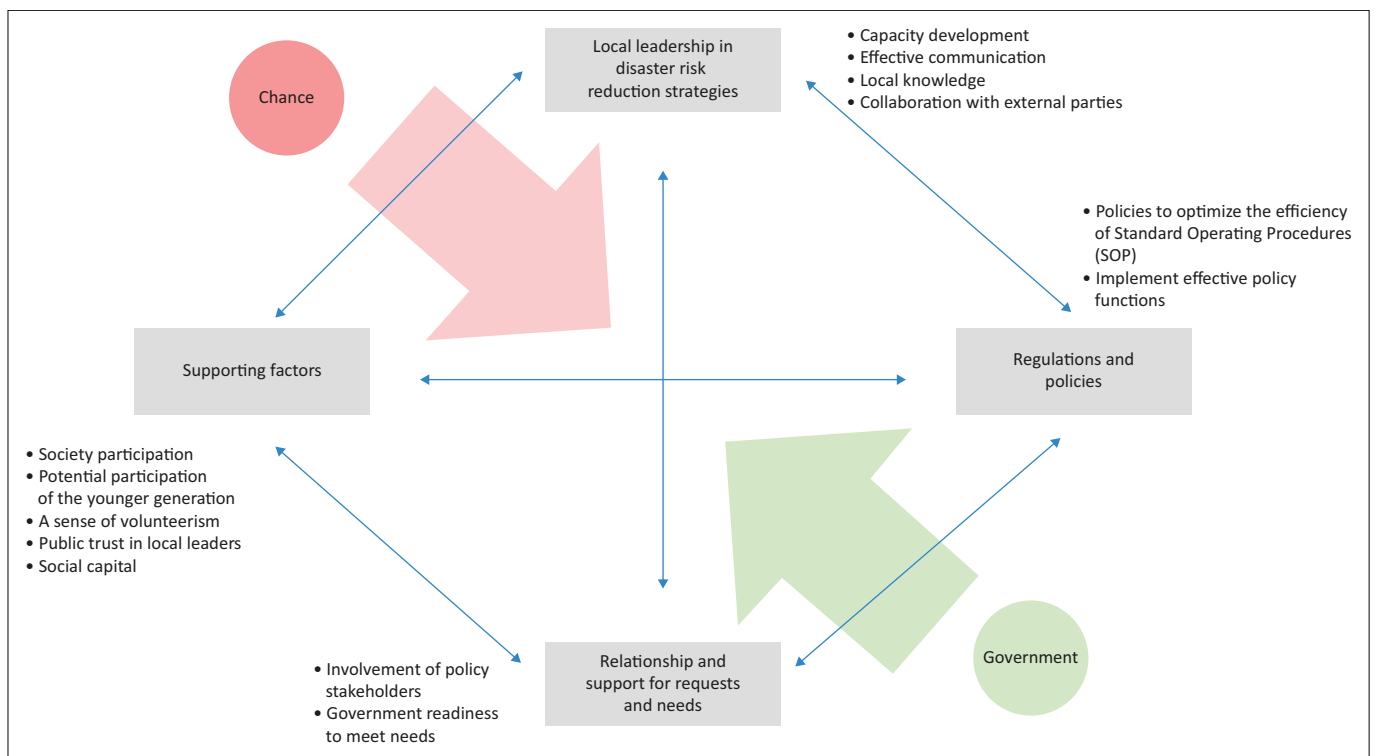 Chance
Local leadership in
disaster risk
reduction strategies
• Capacity development
• Effective communication
• Local knowledge
• Collaboration with external parties
• Policies to optimize the efficiency
of Standard Operating Procedures
(SOP)
• Implement effective policy
functions
Supporting factors
Regulations and
policies
• Society participation
• Potential participation
of the younger generation
• A sense of volunteerism
• Public trust in local leaders
• Social capital
• Involvement of policy
stakeholders
• Government readiness
to meet needs
Relationship and
support for requests
and needs
Government